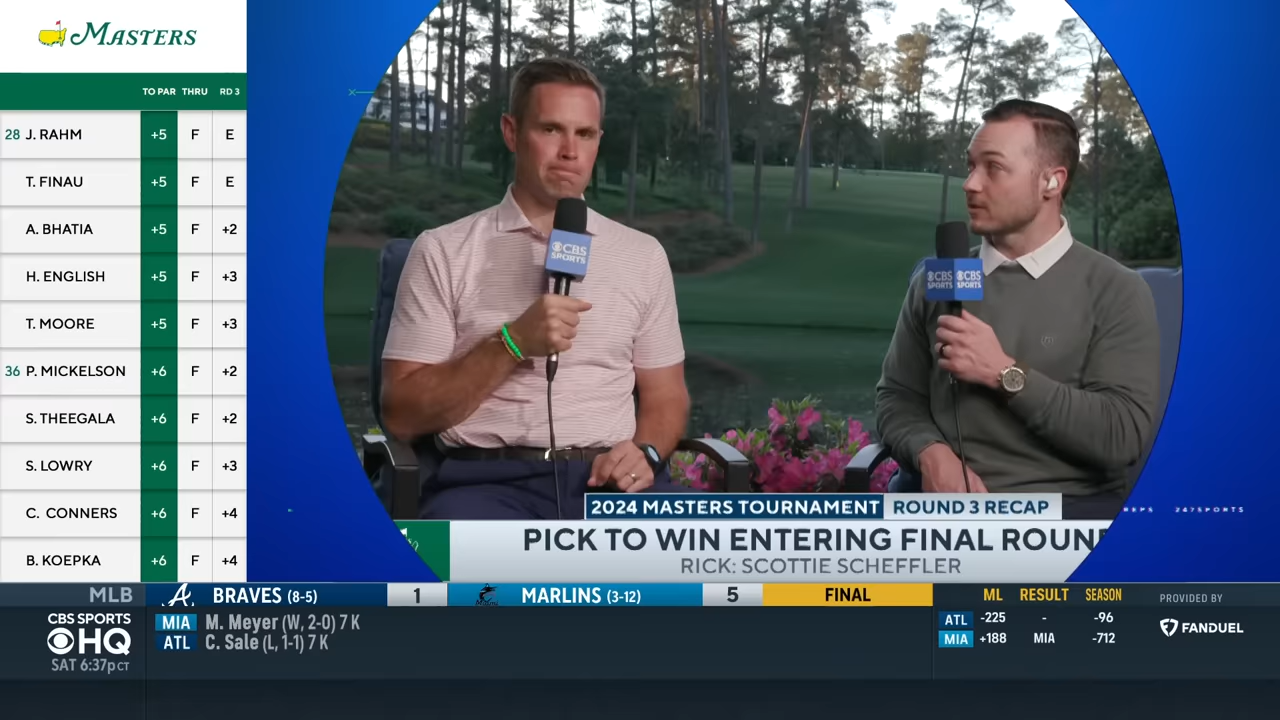 MASTERS
TO PAR THRU RD 3
28 J. RAHM +5 F E
T. FINAU +5 F E
A. BHATIA +5 F +2
H. ENGLISH +5 F +3
T. MOORE +5 F +3
36 P. MICKELSON +6 F +2
S. THEEGALA +6 F +2
S. LOWRY +6 F +3
C. CONNERS +6 F +4
B. KOEPKA +6 F +4
CBS SPORTS
CBS SPORTS CBS SPORTS
2024 MASTERS TOURNAMENT ROUND 3 RECAP
PICK TO WIN ENTERING FINAL ROUN
RICK: SCOTTIE SCHEFFLER
247SPORTS
MLB BRAVES (8-5) 1 MARLINS (3-12) 5 FINAL
CBS SPORTS HQ
SAT 6:37P CT
MIA M. Meyer (W, 2-0) 7 K
ATL C. Sale (L, 1-1) 7 K
ML RESULT SEASON
ATL -225 - -96
MIA +188 MIA -712
PROVIDED BY
FANDUEL